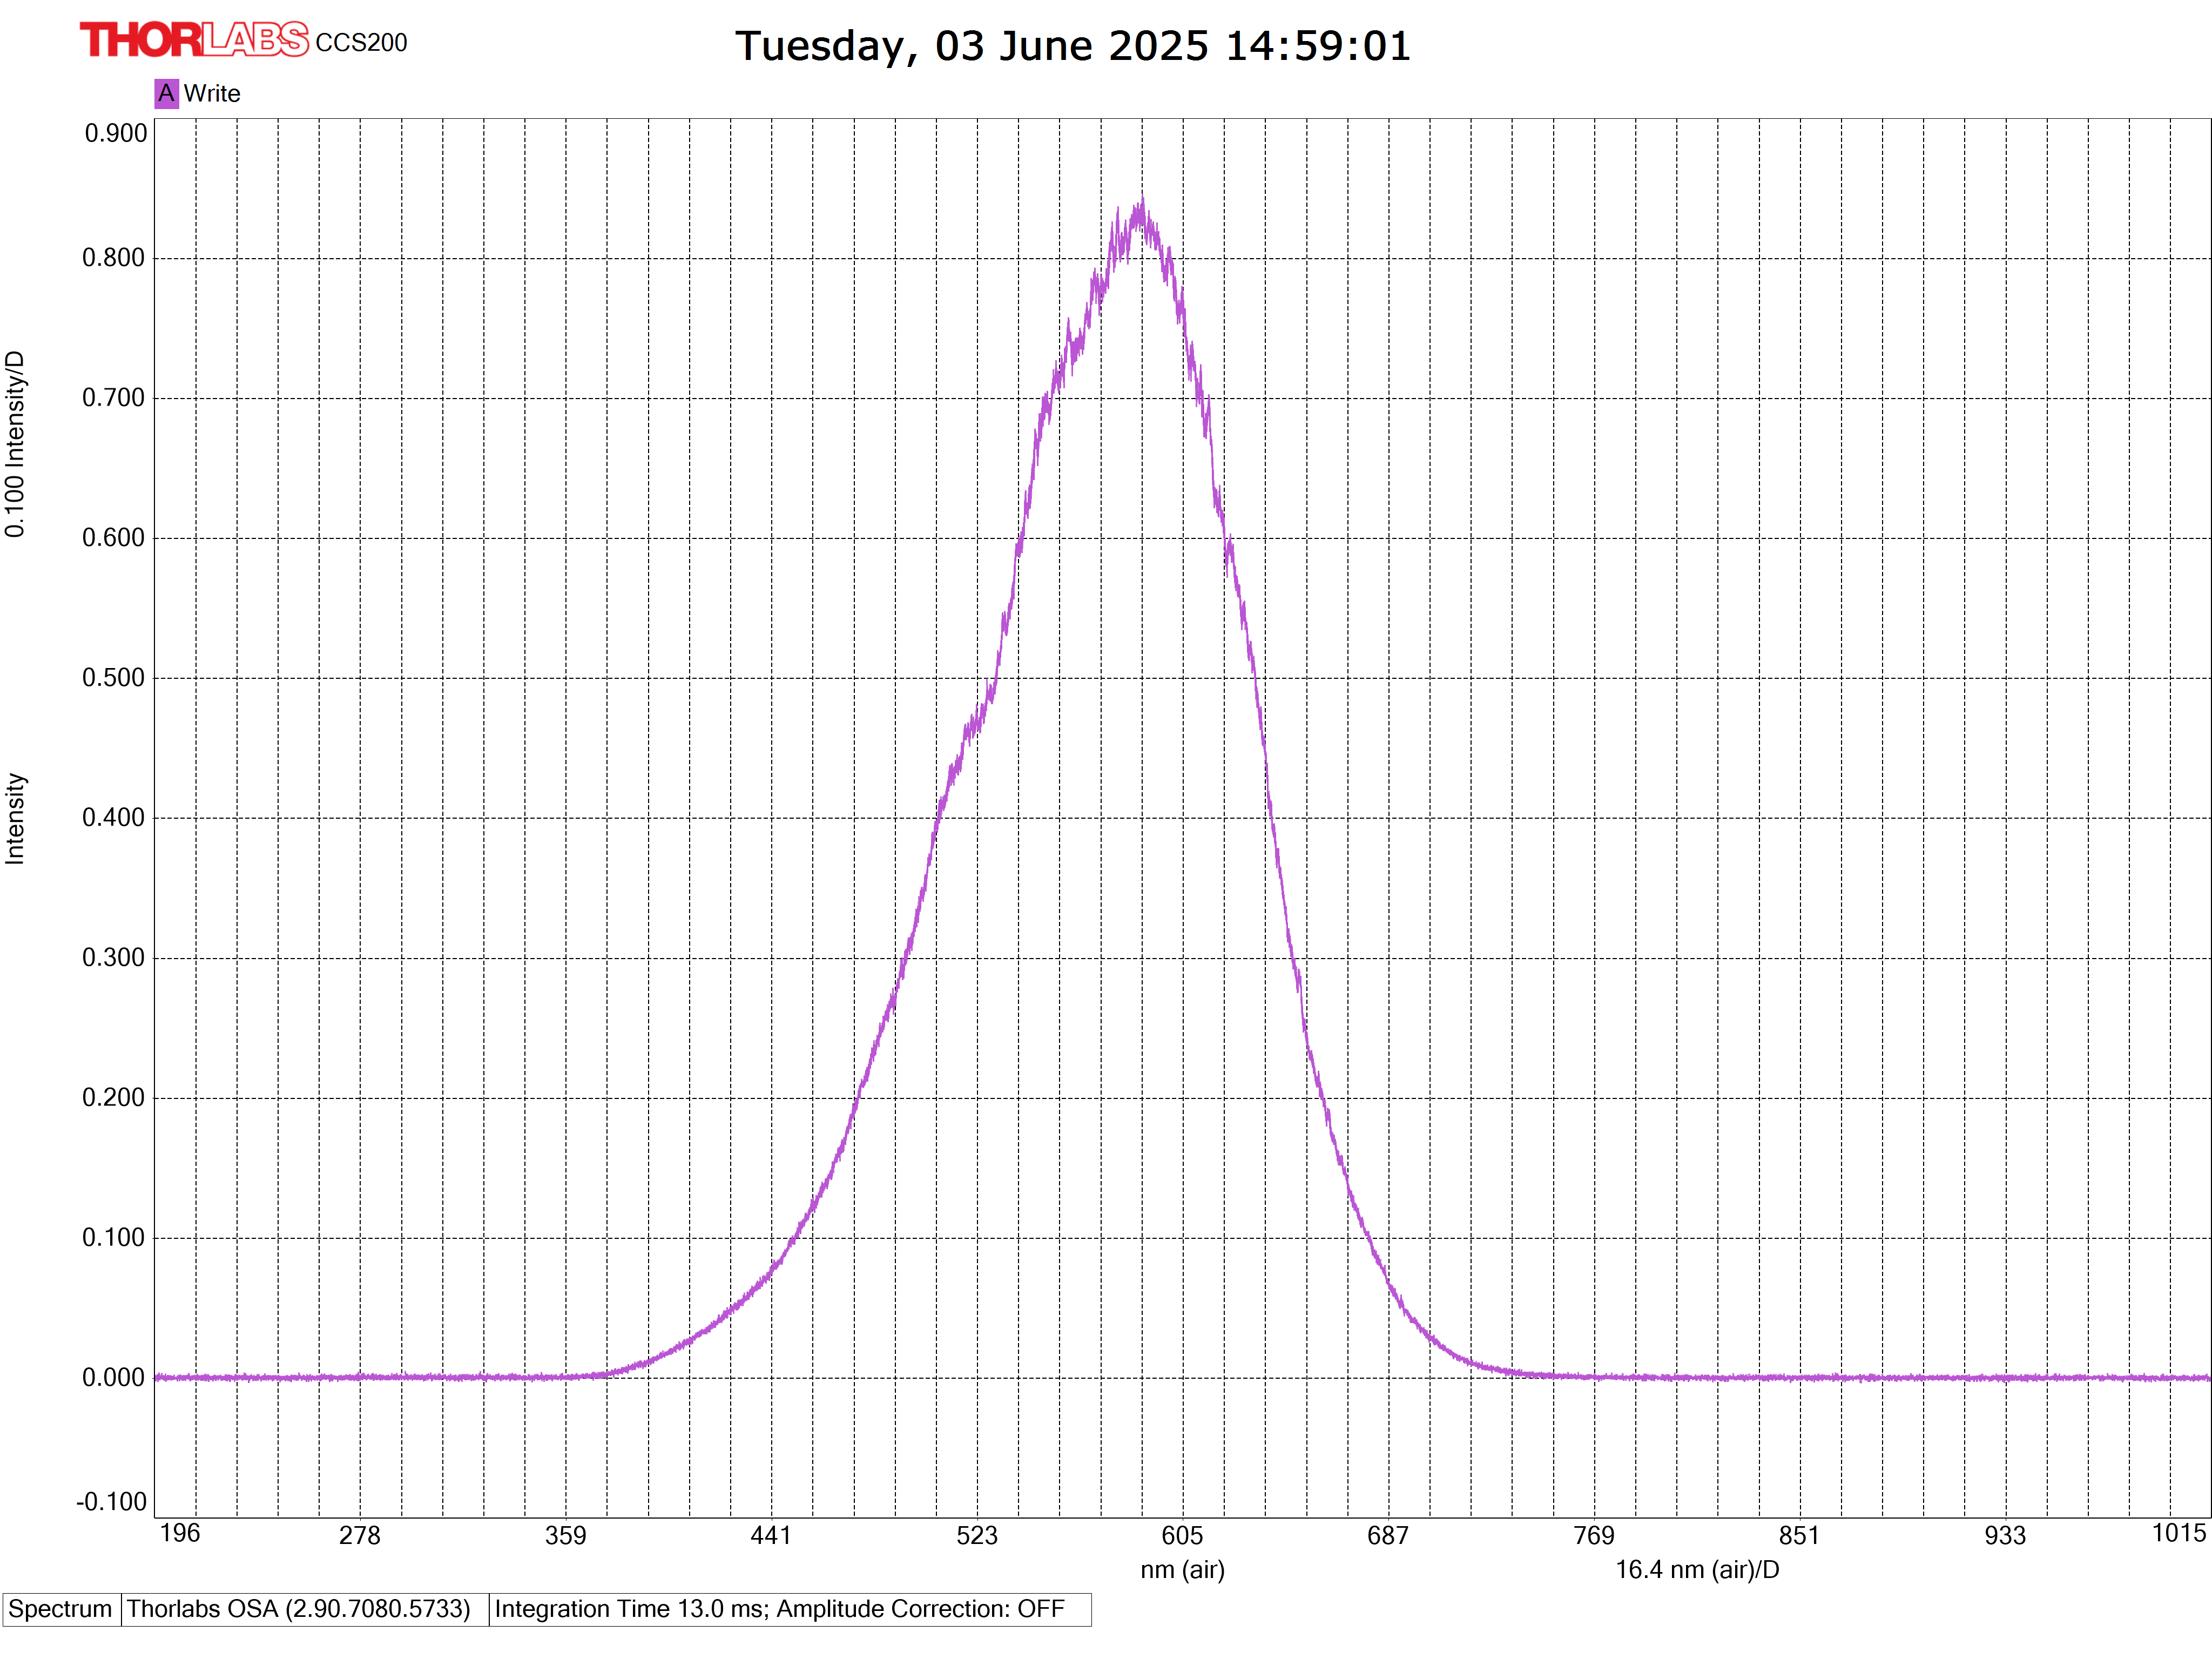 THORLABS CCS200
Tuesday, 03 June 2025 14:59:01
A Write
0.900
0.800
0.700
0.600
0.500
0.400
0.300
0.200
0.100
0.000
-0.100
0.100 Intensity/D
Intensity
196 278 359 441 523 605 687 769 851 933 1015
nm (air) 16.4 nm (air)/D
Spectrum Thorlabs OSA (2.90.7080.5733) Integration Time 13.0 ms; Amplitude Correction: OFF